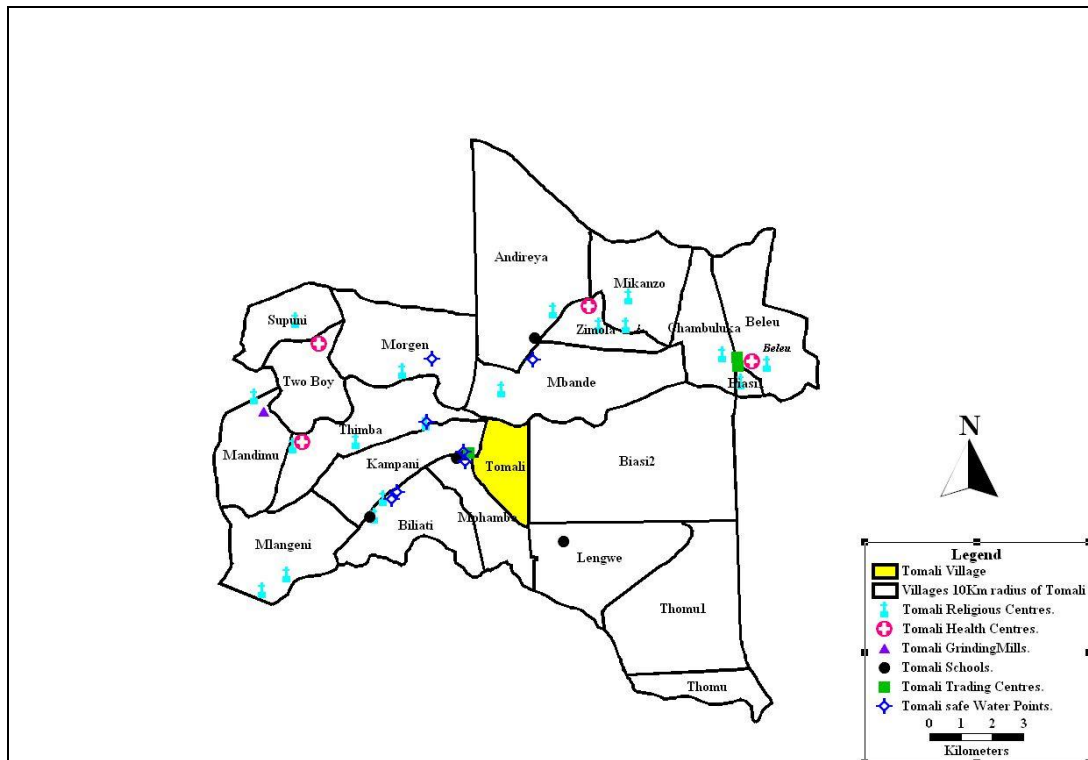 Andireya
Mikanzo
Supuni
Zimola
Chambuluka
Beleu
Morgen
Beleu
Two Boy
Mbande
Biasi1
Thimba
Mandimu
Kampani
Tomali
Biasi2
Mphambe
Biliati
Mlangeni
Lengwe
Thomu1
Thomu
N
Legend
Tomali Village
Villages 10Km radius of Tomali
Tomali Religious Centres.
Tomali Health Centres.
Tomali GrindingMills.
Tomali Schools.
Tomali Trading Centres.
Tomali safe Water Points.
0 1 2 3
Kilometers